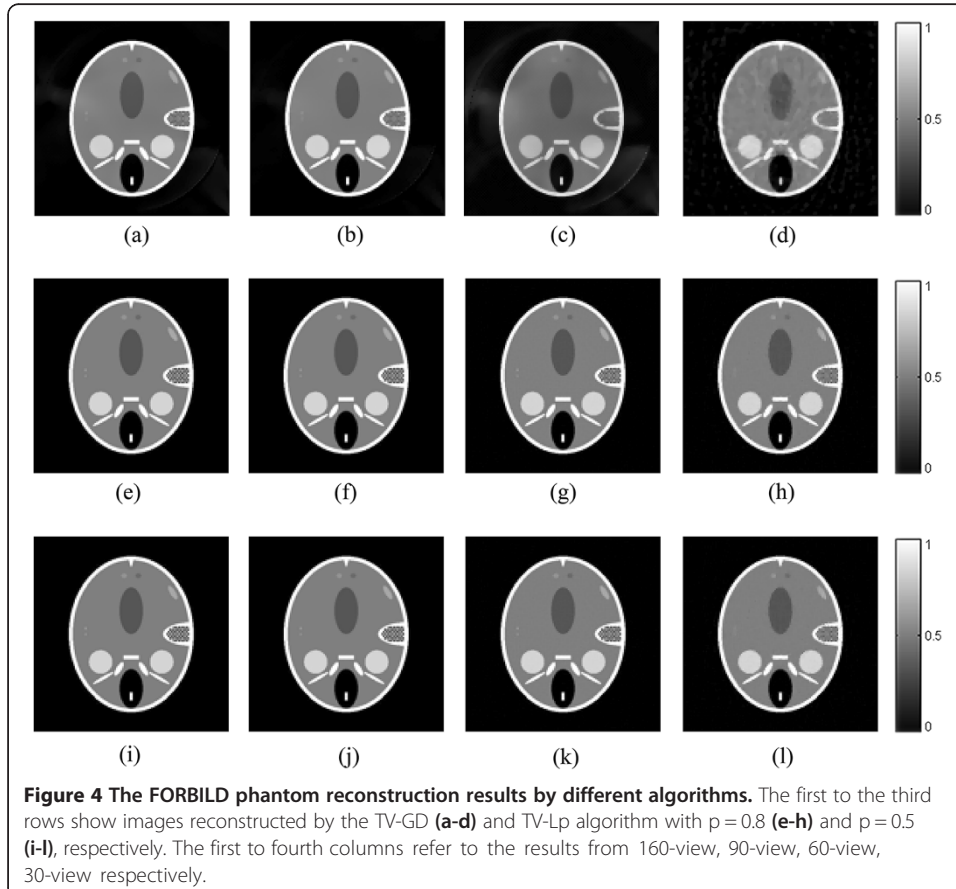 1
0.5
0
(a) (b) (c) (d)
1
0.5
0
(e) (f) (g) (h)
1
0.5
0
(i) (j) (k) (l)
Figure 4 The FORBILD phantom reconstruction results by different algorithms. The first to the third
rows show images reconstructed by the TV-GD (a-d) and TV-Lp algorithm with p = 0.8 (e-h) and p = 0.5
(i-l), respectively. The first to fourth columns refer to the results from 160-view, 90-view, 60-view,
30-view respectively.